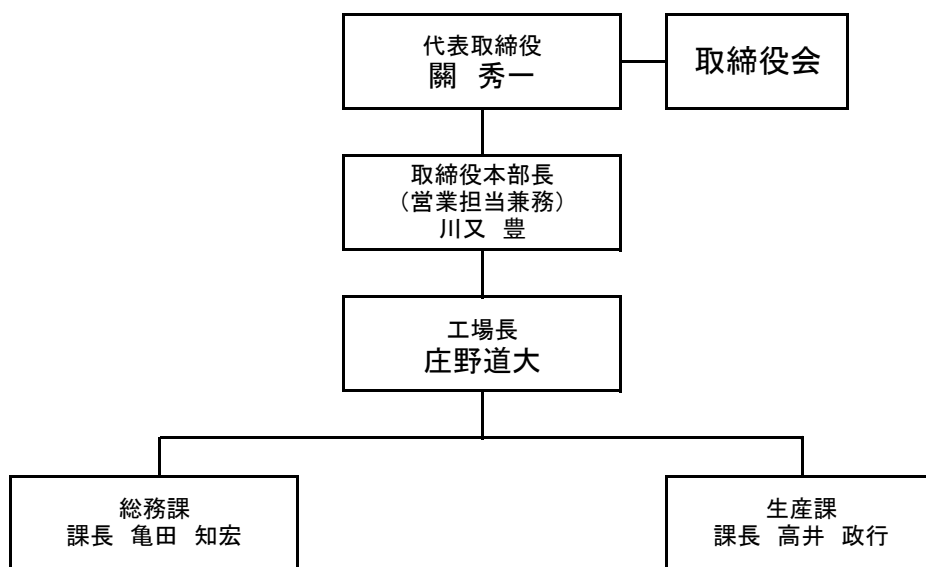 代表取締役
關 秀一
取締役会
取締役本部長
（営業担当兼務）
川又 豊
工場長
庄野道大
総務課
課長 亀田 知宏
生産課
課長 高井 政行